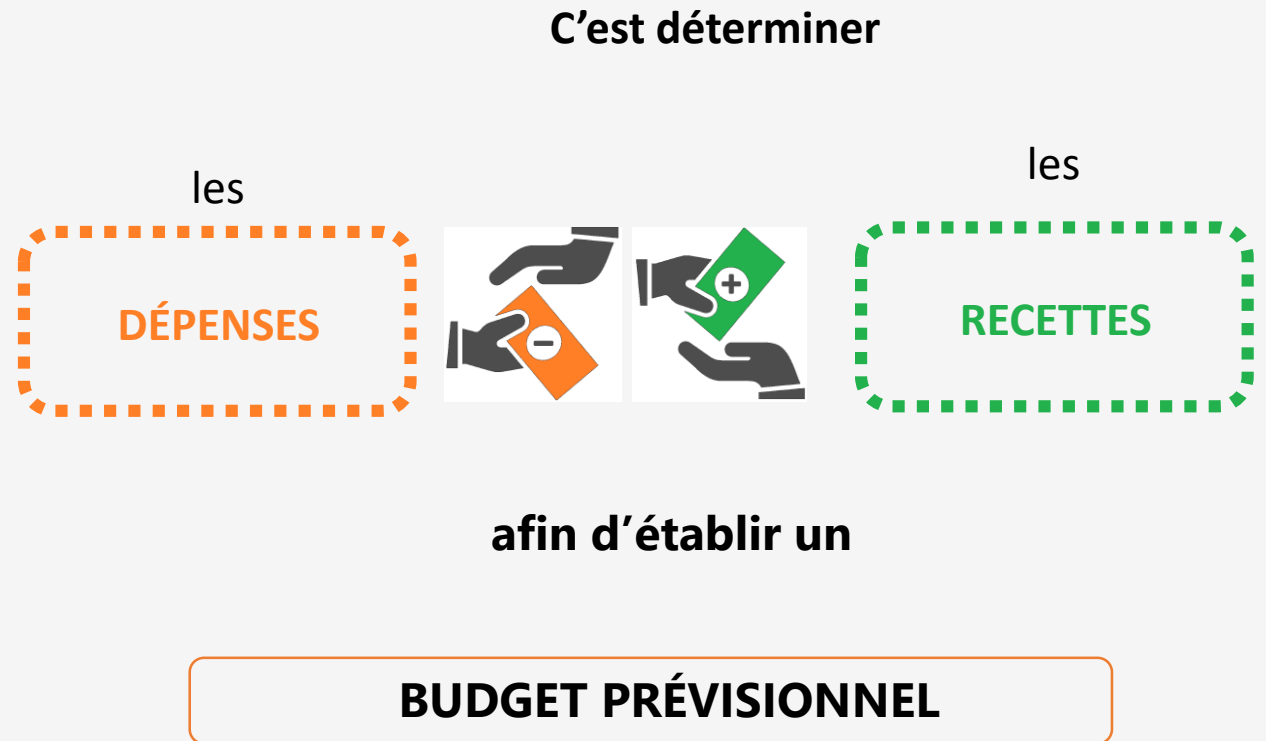 C’est déterminer
les
DÉPENSES
les
RECETTES
afin d’établir un
BUDGET PRÉVISIONNEL